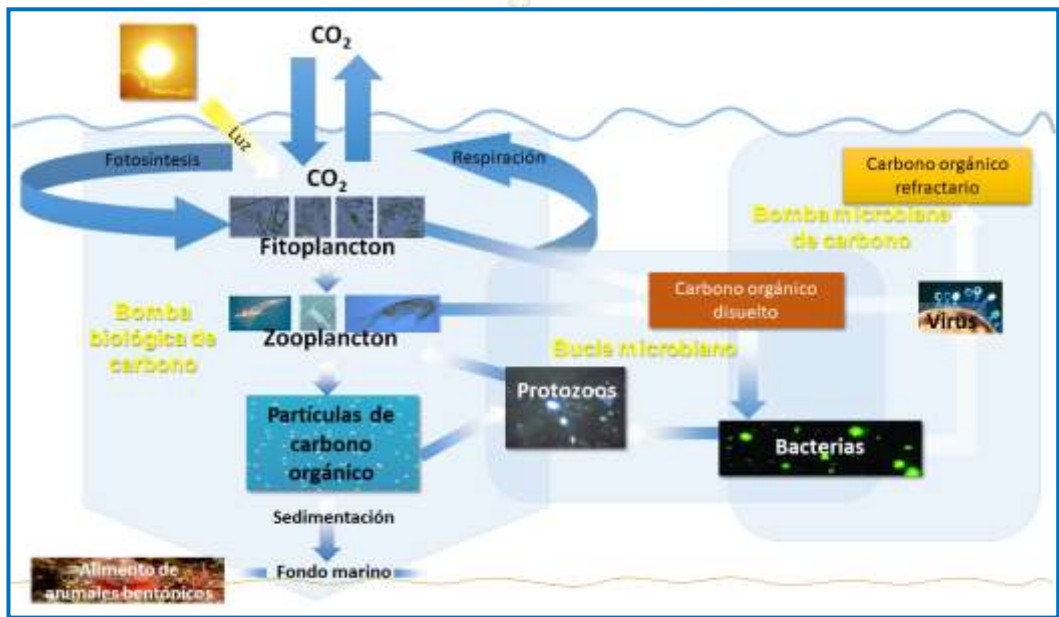 CO2
Luz
Fotosíntesis
Respiración
CO2
Fitoplancton
Carbono orgánico
refractario
Bomba microbiana
de carbono
Carbono orgánico
disuelto
Virus
Bomba
biológica de
carbono
Zooplancton
Bucle microbiano
Protozoos
Partículas de
carbono
orgánico
Bacterias
Sedimentación
Fondo marino
Alimento de
animales bentónicos